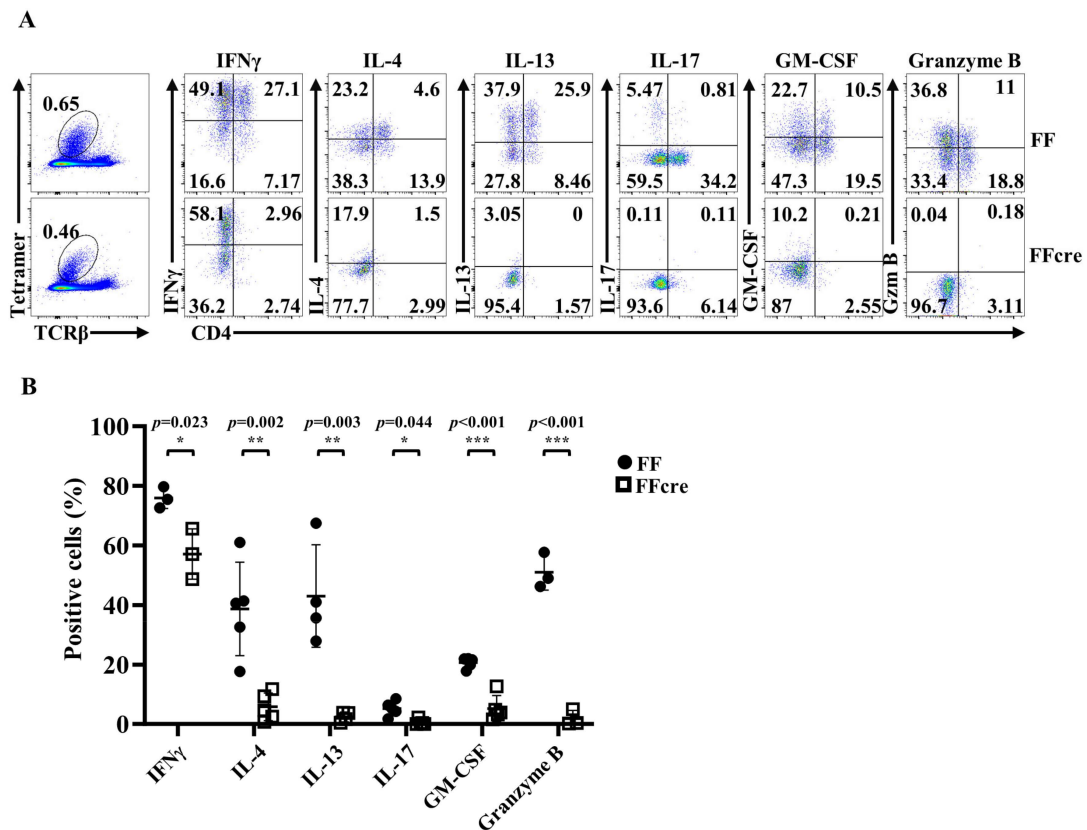 A
IFNγ IL-4 IL-13 IL-17 GM-CSF Granzyme B
0.65
49.1 27.1
16.6 7.17
23.2 4.6
38.3 13.9
37.9 25.9
27.8 8.46
5.47 0.81
59.5 34.2
22.7 10.5
47.3 19.5
36.8 11
33.4 18.8
FF
0.46
58.1 2.96
36.2 2.74
17.9 1.5
77.7 2.99
3.05 0
95.4 1.57
0.11 0.11
93.6 6.14
10.2 0.21
87 2.55
0.04 0.18
96.7 3.11
FFcre
Tetramer
IFNγ
IL-4
IL-13
IL-17
GM-CSF
Gzm B
TCRβ
CD4
B
p=0.023 p=0.002 p=0.003 p=0.044 p<0.001 p<0.001
* ** ** * *** ***
FF
FFcre
Positive cells (%)
100
80
60
40
20
0
IFNγ
IL-4
IL-13
IL-17
GM-CSF
Granzyme B